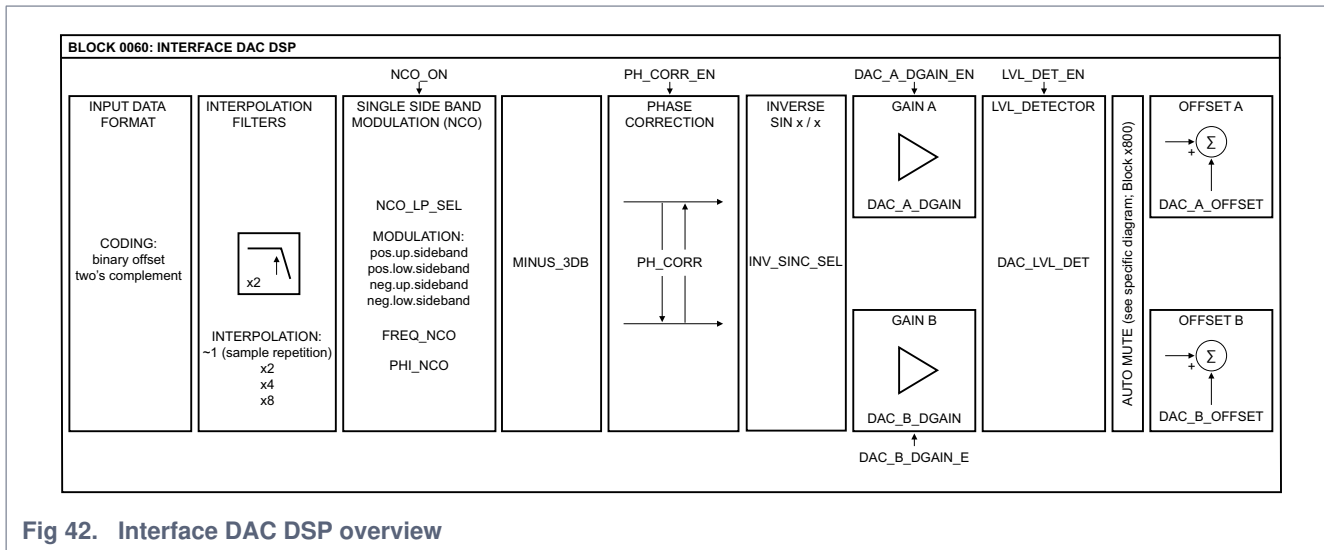 BLOCK 0060: INTERFACE DAC DSP
NCO_ON
PH_CORR_EN
DAC_A_DGAIN_EN
LVL_DET_EN
INPUT DATA
FORMAT
CODING:
binary offset
two's complement
INTERPOLATION
FILTERS
x2
INTERPOLATION:
~1 (sample repetition)
x2
x4
x8
SINGLE SIDE BAND
MODULATION (NCO)
NCO_LP_SEL
MODULATION:
pos.up.sideband
pos.low.sideband
neg.up.sideband
neg.low.sideband
FREQ_NCO
PHI_NCO
MINUS_3DB
PHASE
CORRECTION
PH_CORR
INVERSE
SIN x / x
INV_SINC_SEL
GAIN A
DAC_A_DGAIN
GAIN B
DAC_B_DGAIN
DAC_B_DGAIN_E
LVL_DETECTOR
DAC_LVL_DET
AUTO MUTE (see specific diagram; Block x800)
OFFSET A
Σ
+
DAC_A_OFFSET
OFFSET B
Σ
+
DAC_B_OFFSET
Fig 42. Interface DAC DSP overview